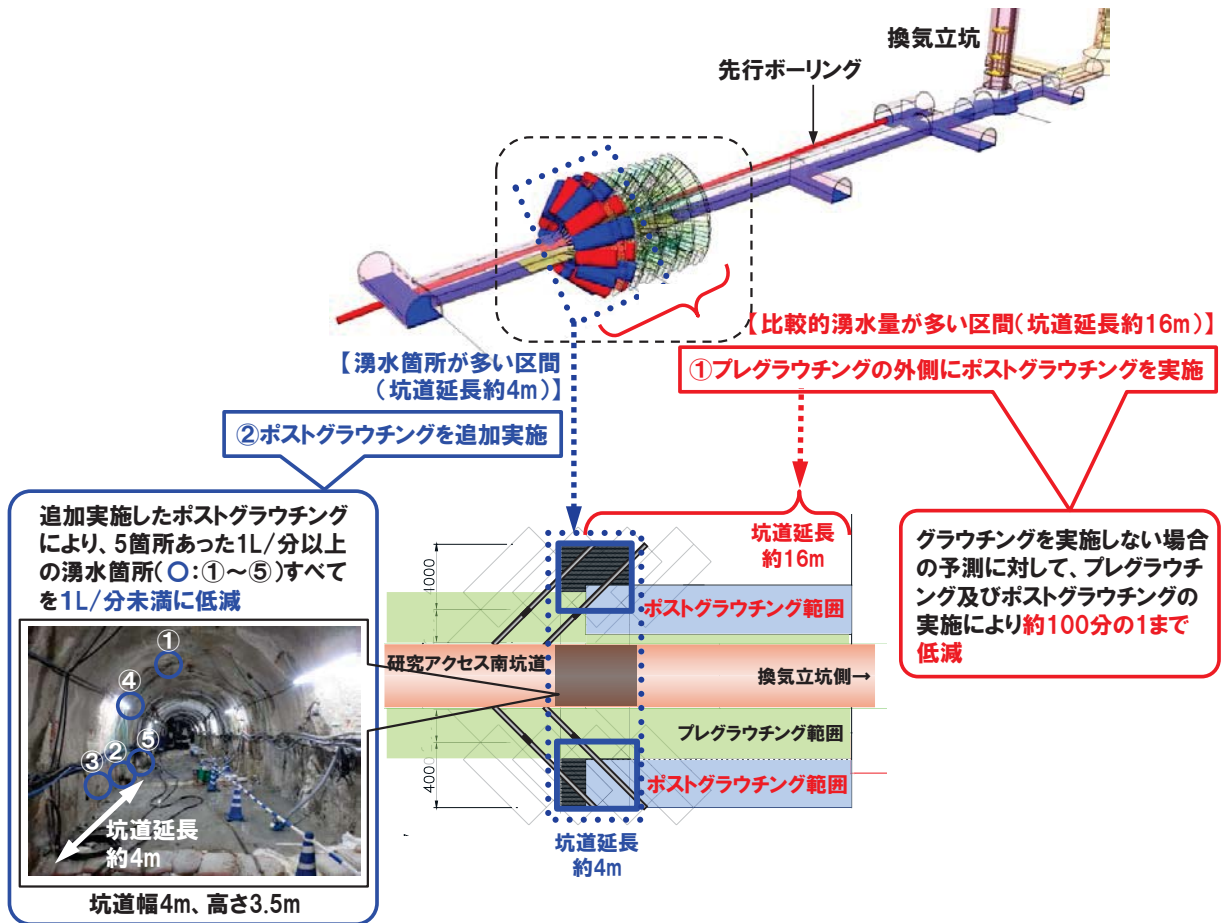 換気立坑
先行ボーリング
【比較的湧水量が多い区間(坑道延長約16m)】
①プレグラウチングの外側にポストグラウチングを実施
【湧水箇所が多い区間
(坑道延長約4m)】
②ポストグラウチングを追加実施
追加実施したポストグラウチング
により、5箇所あった1L/分以上
の湧水箇所(○:①～⑤)すべて
を1L/分未満に低減
①
④
③
②
⑤
坑道延長
約4m
坑道幅4m、高さ3.5m
坑道延長
約16m
4000
ポストグラウチング範囲
研究アクセス南坑道
換気立坑側→
プレグラウチング範囲
4000
ポストグラウチング範囲
坑道延長
約4m
グラウチングを実施しない場合
の予測に対して、プレグラウチ
ング及びポストグラウチングの
実施により約100分の1まで
低減